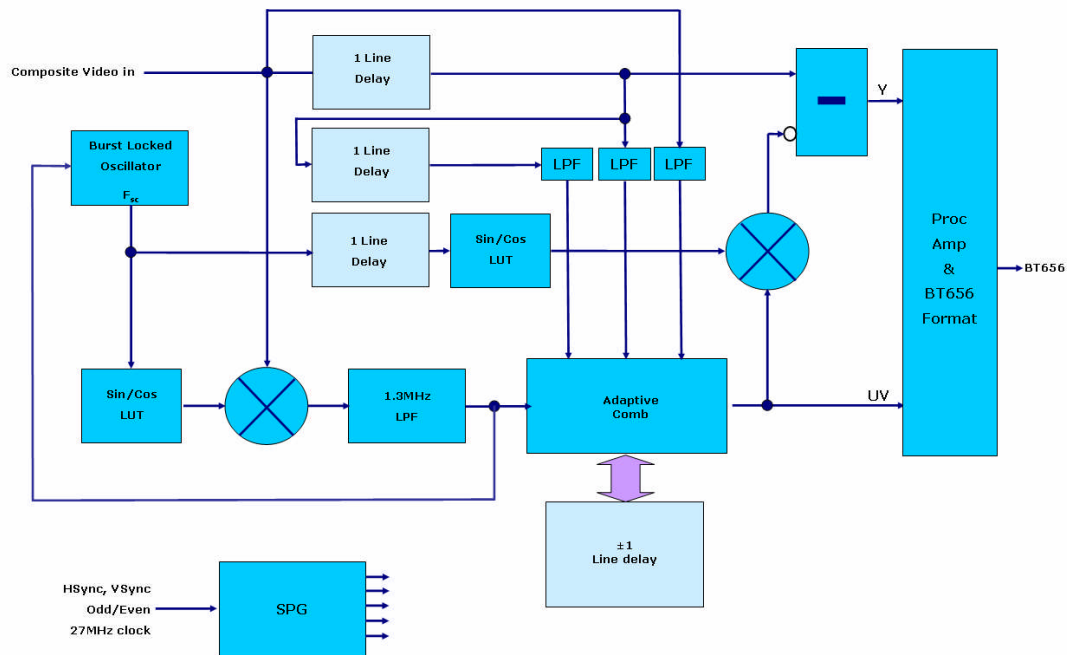 1 Line
Delay
Composite Video in
Y
Burst Locked
Oscillator
Fsc
1 Line
Delay
LPF
LPF
LPF
1 Line
Delay
Sin/Cos
LUT
Proc
Amp
&
BT656
Format
BT656
Sin/Cos
LUT
1.3MHz
LPF
Adaptive
Comb
UV
±1
Line delay
HSync, VSync
Odd/Even
27MHz clock
SPG